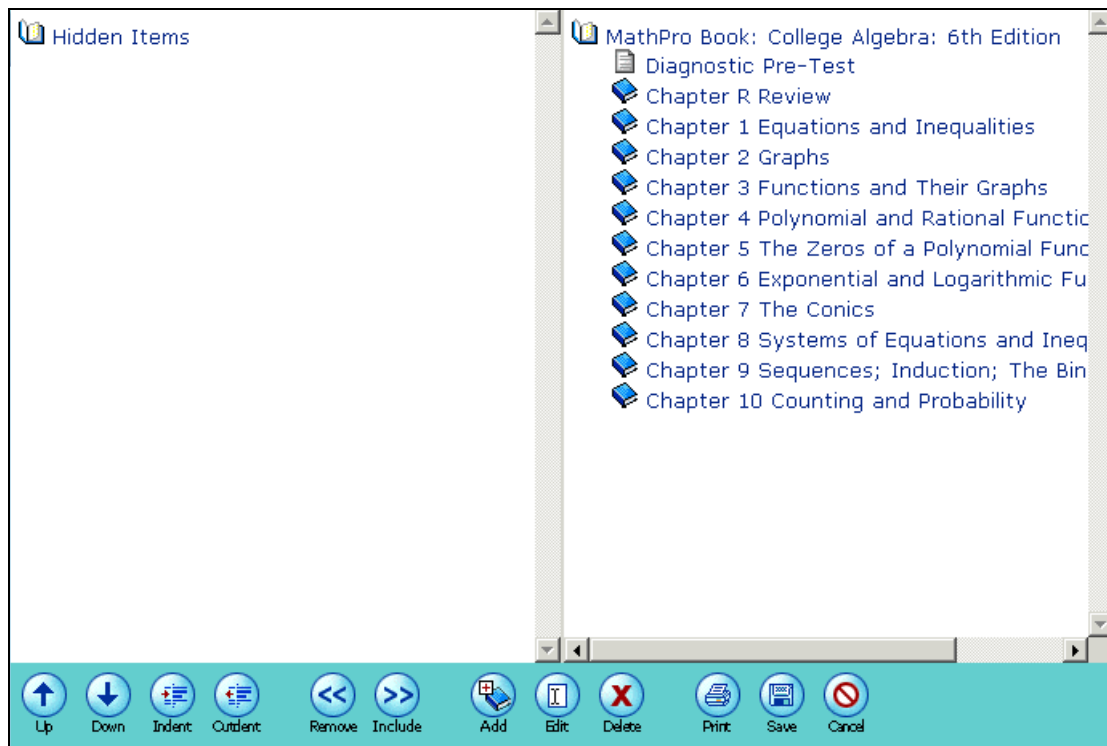 Hidden Items
MathPro Book: College Algebra: 6th Edition
Diagnostic Pre-Test
Chapter R Review
Chapter 1 Equations and Inequalities
Chapter 2 Graphs
Chapter 3 Functions and Their Graphs
Chapter 4 Polynomial and Rational Functic
Chapter 5 The Zeros of a Polynomial Func
Chapter 6 Exponential and Logarithmic Fu
Chapter 7 The Conics
Chapter 8 Systems of Equations and Ineq
Chapter 9 Sequences; Induction; The Bin
Chapter 10 Counting and Probability
Up Down Indent Outdent Remove Include Add Edit Delete Print Save Cancel